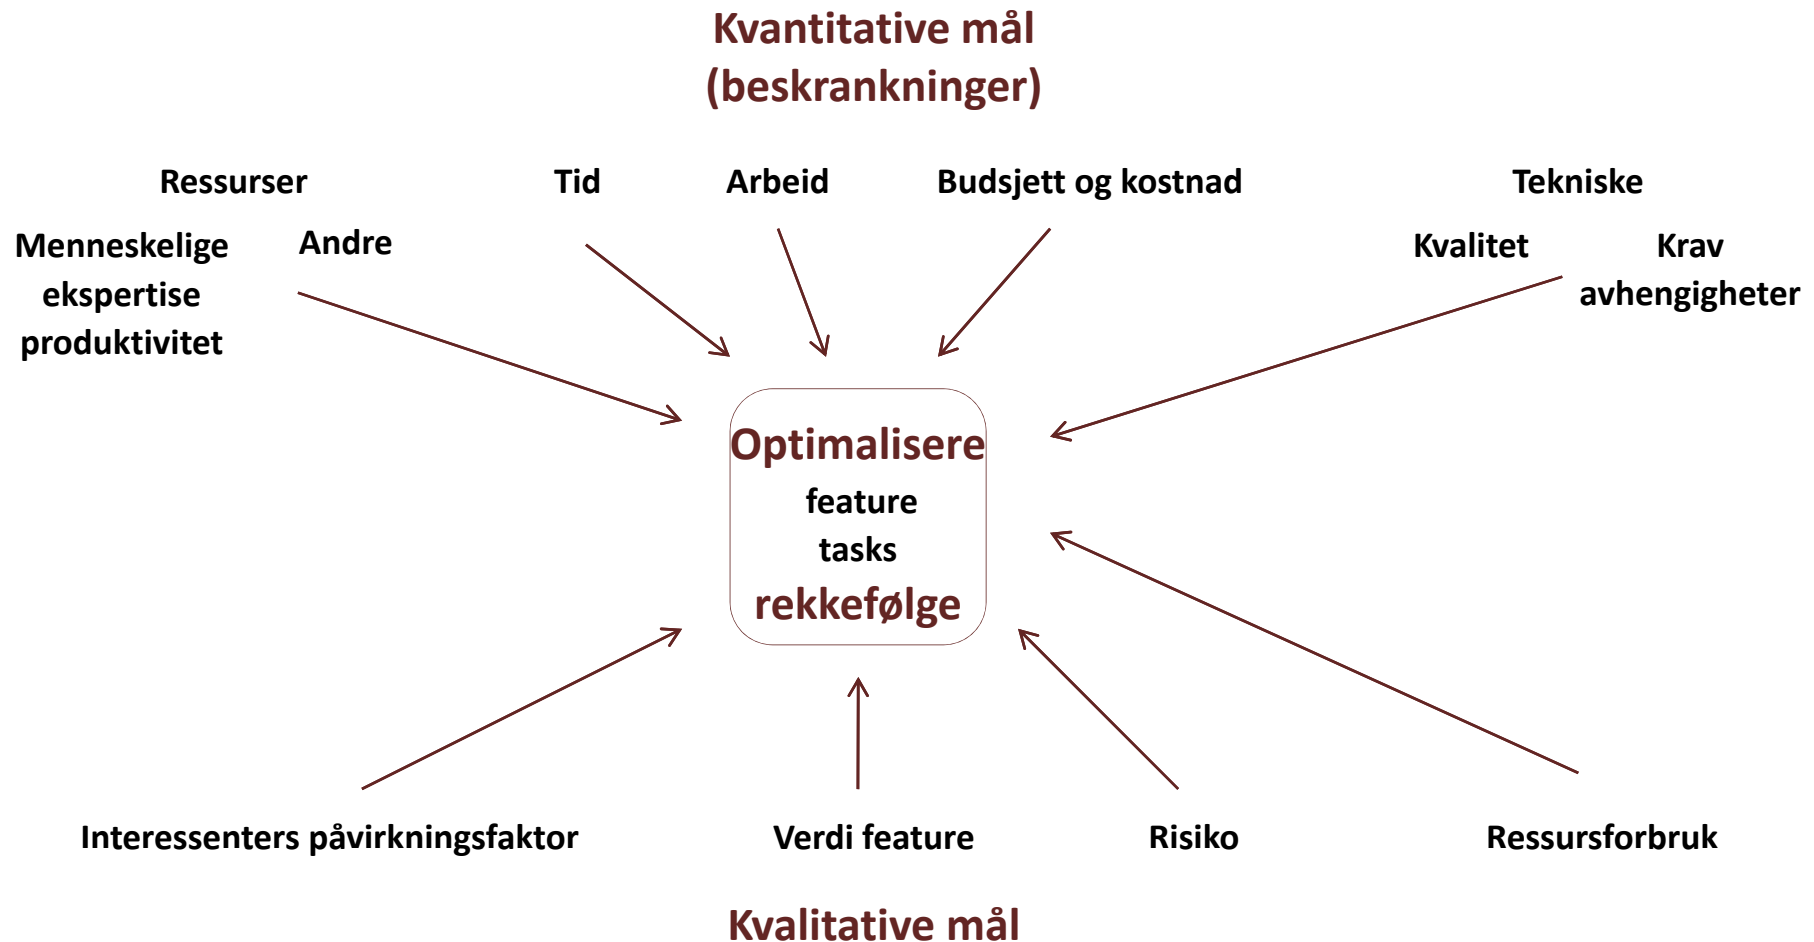 Kvantitative mål
(beskrankninger)
Ressurser
Tid
Arbeid
Budsjett og kostnad
Tekniske
Menneskelige
ekspertise
produktivitet
Andre
Kvalitet
Krav
avhengigheter
Optimalisere
feature
tasks
rekkefølge
Interessenters påvirkningsfaktor
Verdi feature
Risiko
Ressursforbruk
Kvalitative mål